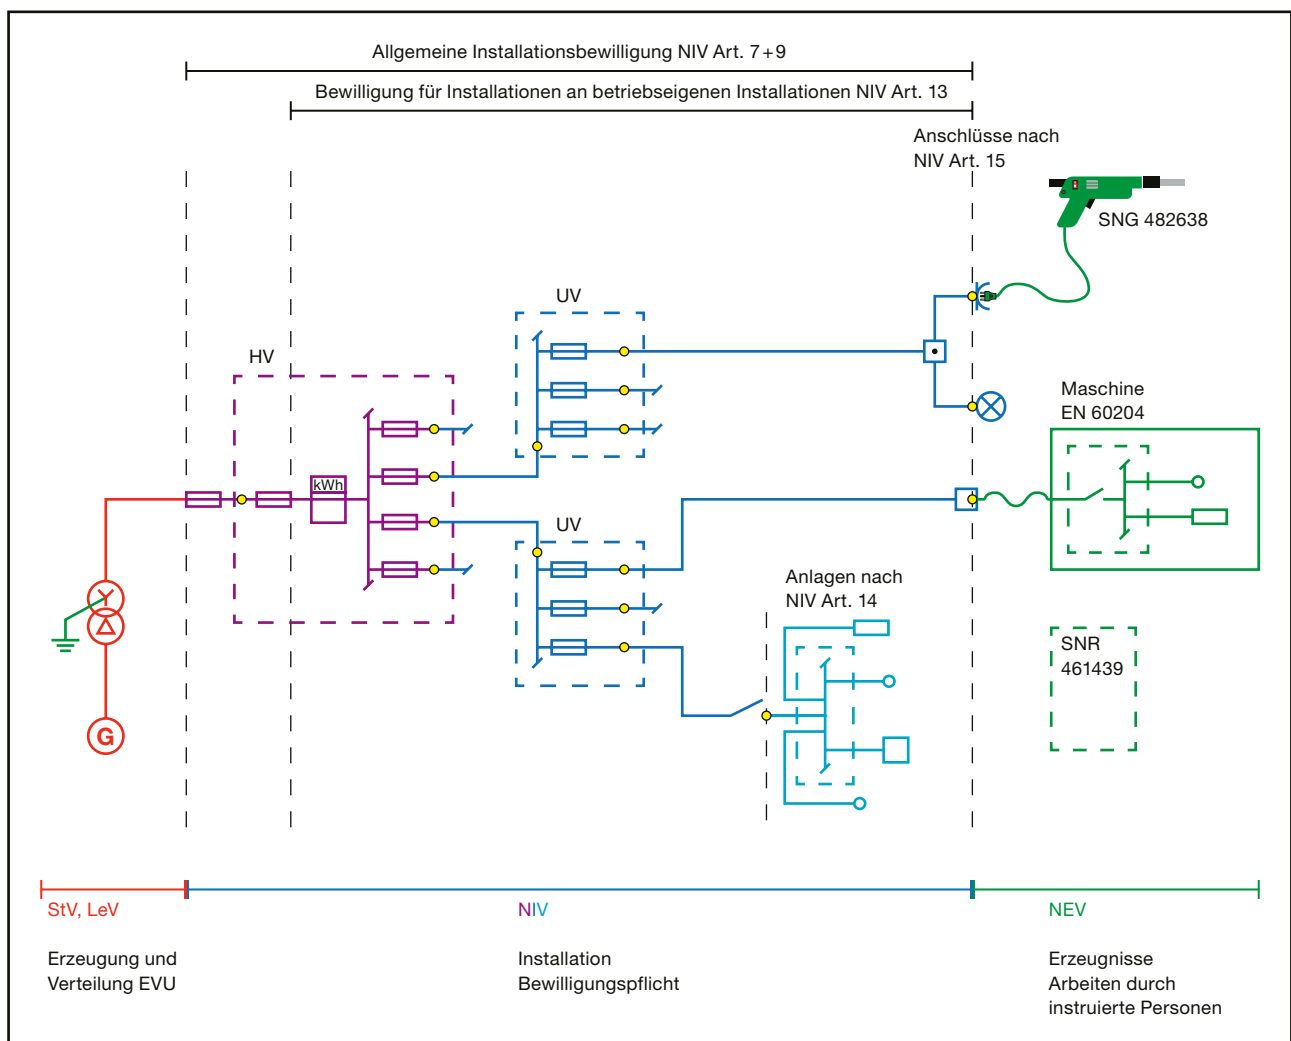 Allgemeine Installationsbewilligung NIV Art. 7+9
Bewilligung für Installationen an betriebseigenen Installationen NIV Art. 13
Anschlüsse nach
NIV Art. 15
SNG 482638
UV
HV
kWh
Maschine
EN 60204
UV
Anlagen nach
NIV Art. 14
SNR
461439
Y
G
StV, LeV
NIV
NEV
Erzeugung und
Verteilung EVU
Installation
Bewilligungspflicht
Erzeugnisse
Arbeiten durch
instruierte Personen